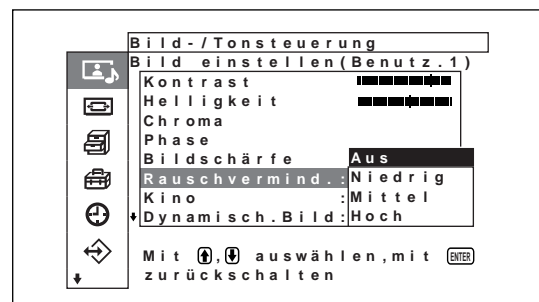 Bild-/Tonsteuerung
Bild einstellen(Benutz.1)
Kontrast
Helligkeit
Chroma
Phase
Bildschärfe
Rauschvermind.:
Kino :
Dynamisch.Bild:
Aus
Niedrig
Mittel
Hoch
Mit ,auswählen,mit ENTER
zurückschalten